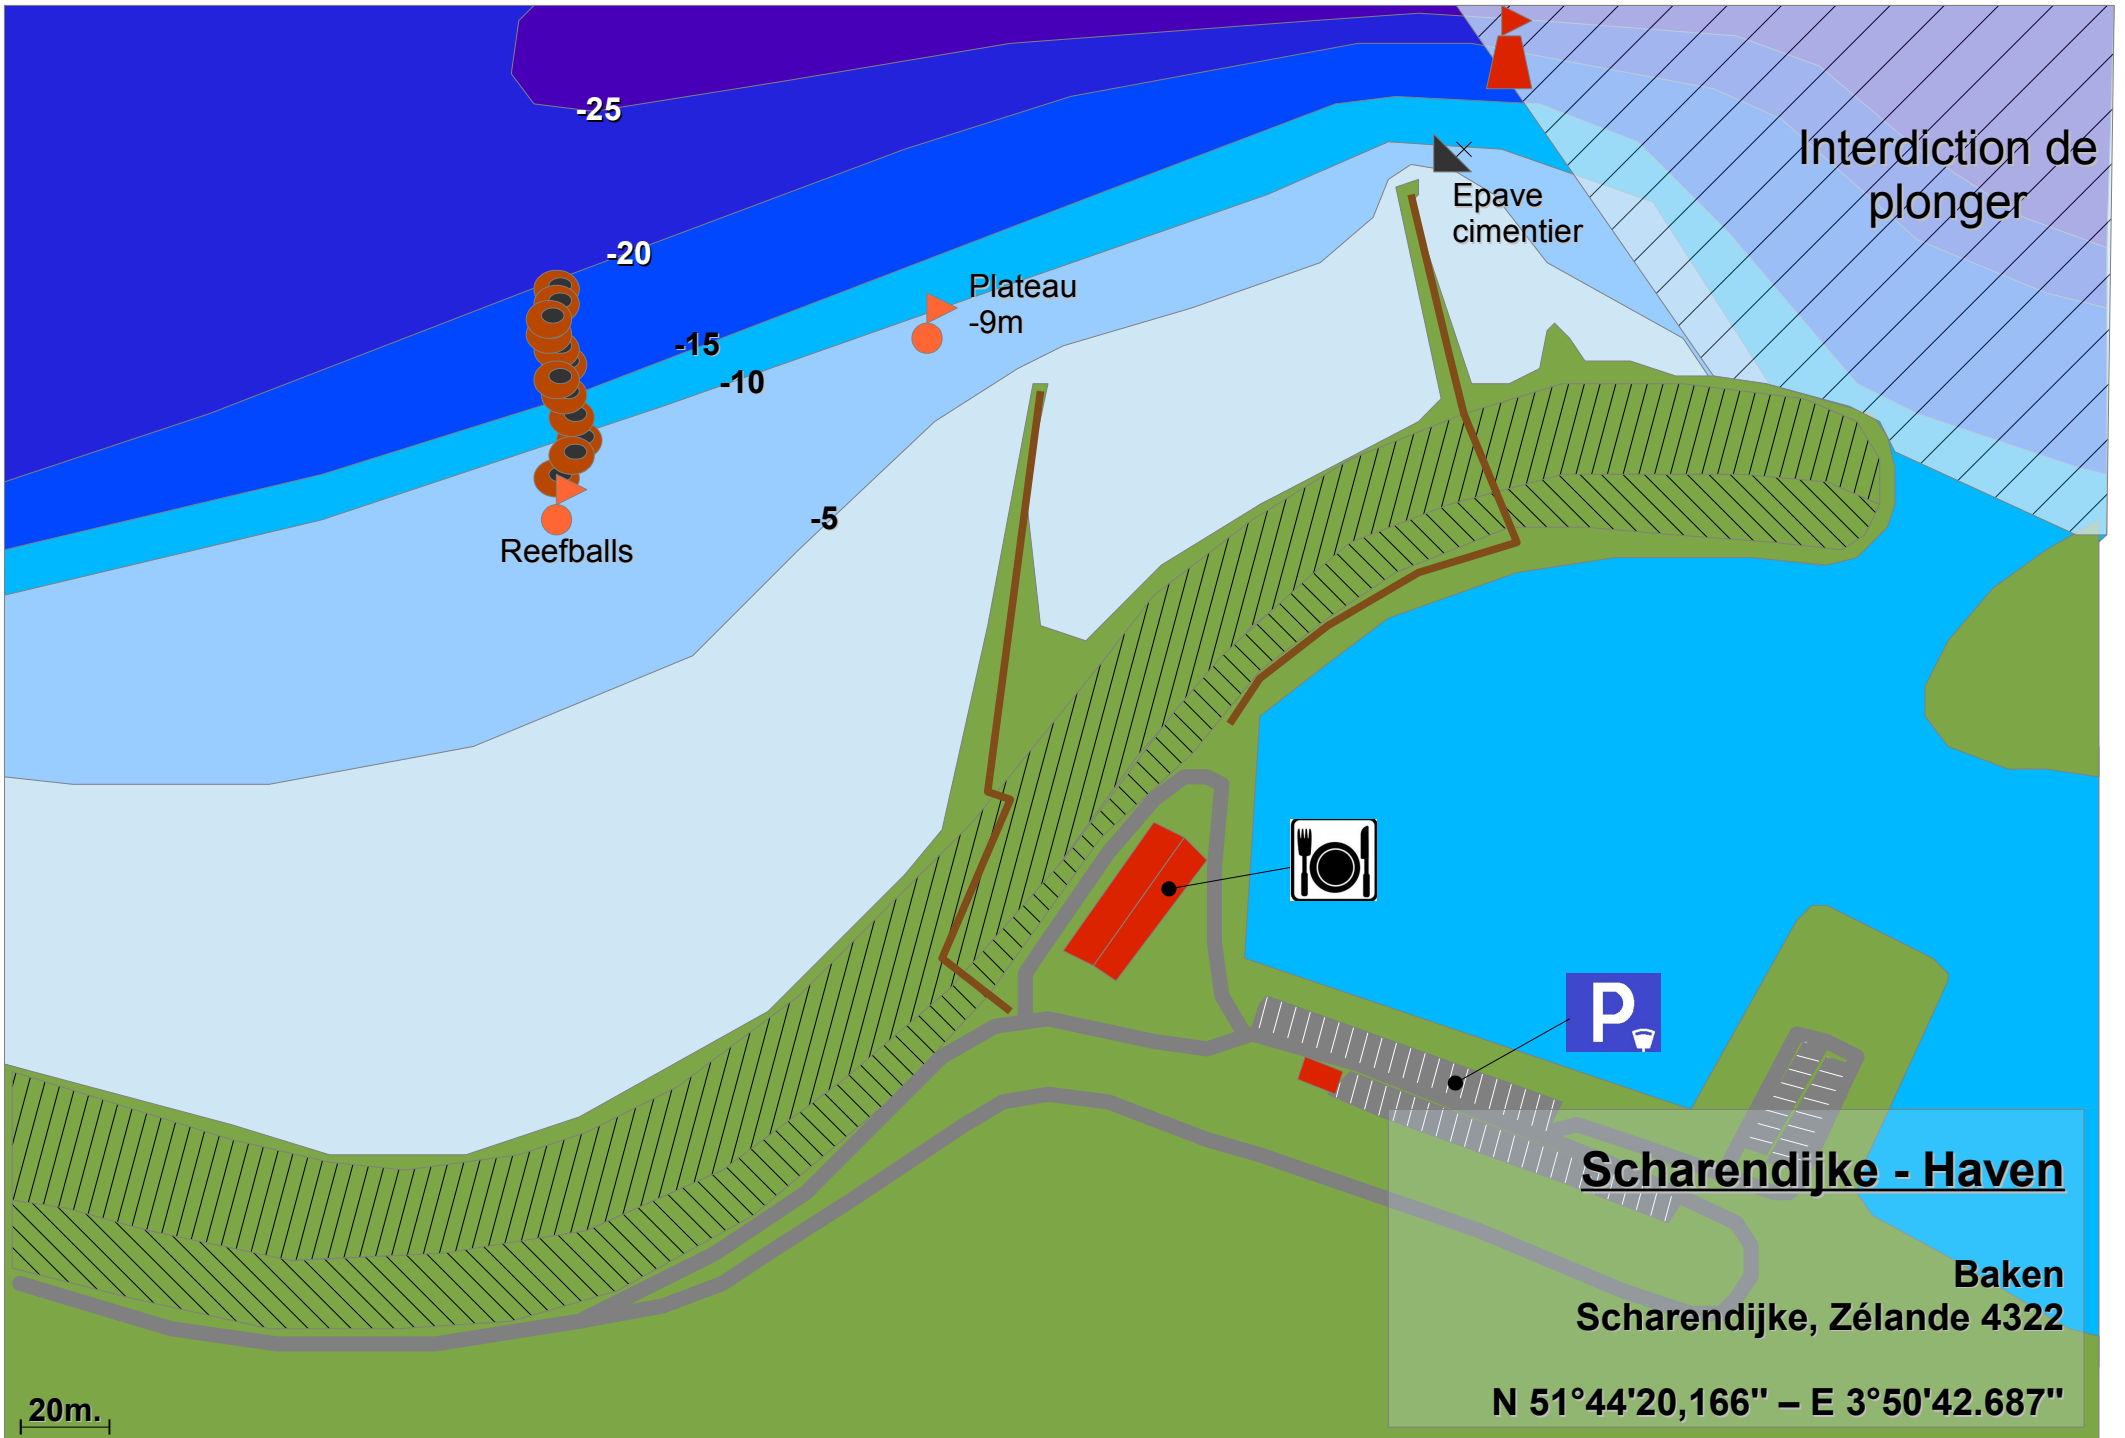 -25
Interdiction de
plonger
Epave
cimentier
-20
Plateau
-9m
-15
-10
-5
Reefballs
P
Scharendijke - Haven
Baken
Scharendijke, Zélande 4322
N 51°44'20,166" – E 3°50'42.687"
20m.